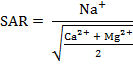 SAR = Na⁺ / √((Ca²⁺ + Mg²⁺) / 2)